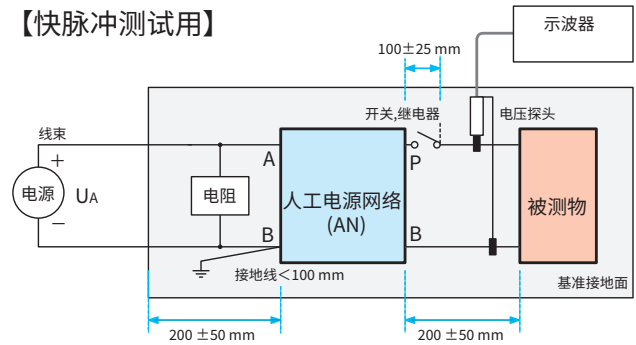 【快脉冲测试用】
示波器
100±25 mm
开关,继电器
电压探头
线束
+
A
P
电源
UA
电阻
人工电源网络
(AN)
被测物
−
B
B
接地线<100 mm
基准接地面
200 ±50 mm
200 ±50 mm